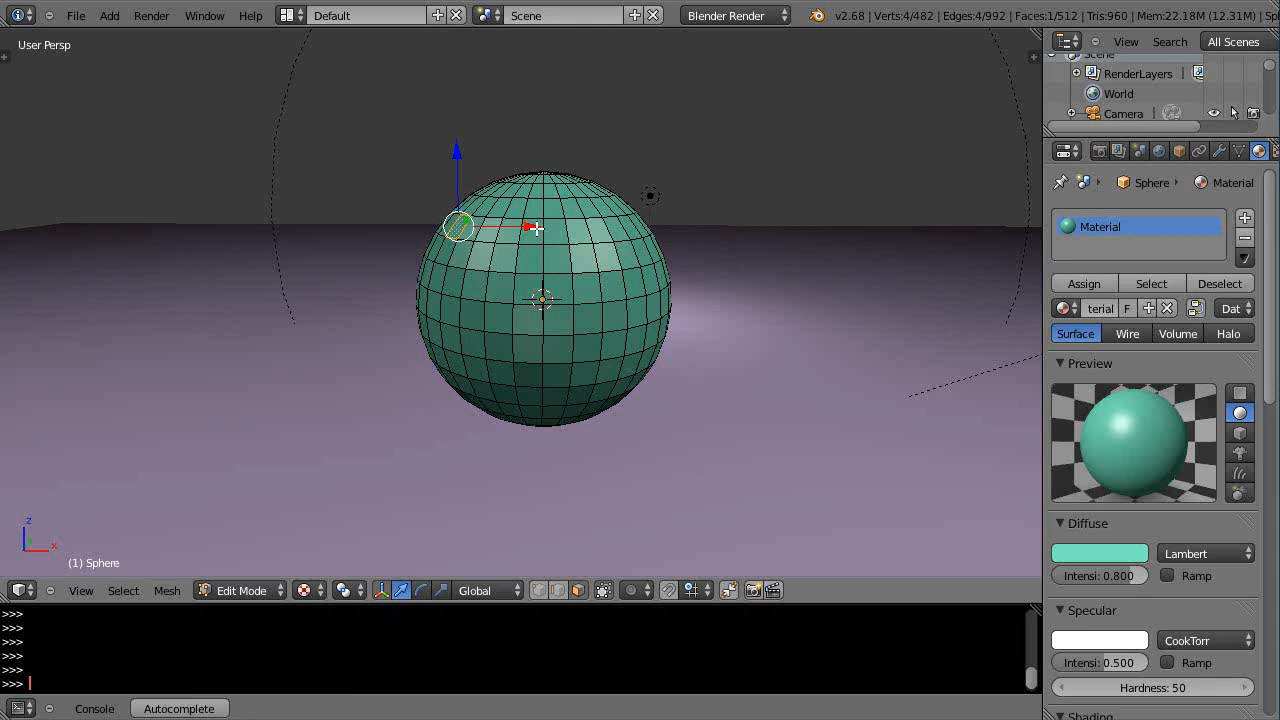 File Add Render Window Help Default Scene Blender Render v2.68 | Verts:4/482 | Edges:4/992 | Faces:1/512 | Tris:960 | Mem:22.18M (12.31M) | Sp
User Persp
View Search All Scenes
Scene
RenderLayers
World
Camera
Sphere Material
Material
Assign Select Deselect
terial F Dat
Surface Wire Volume Halo
Preview
Diffuse
Lambert
Intensi: 0.800 Ramp
Specular
CookTorr
Intensi: 0.500 Ramp
Hardness: 50
Shading
z
x
(1) Sphere
View Select Mesh Edit Mode Global
>>>
>>>
>>>
>>>
>>>
>>>
Console Autocomplete